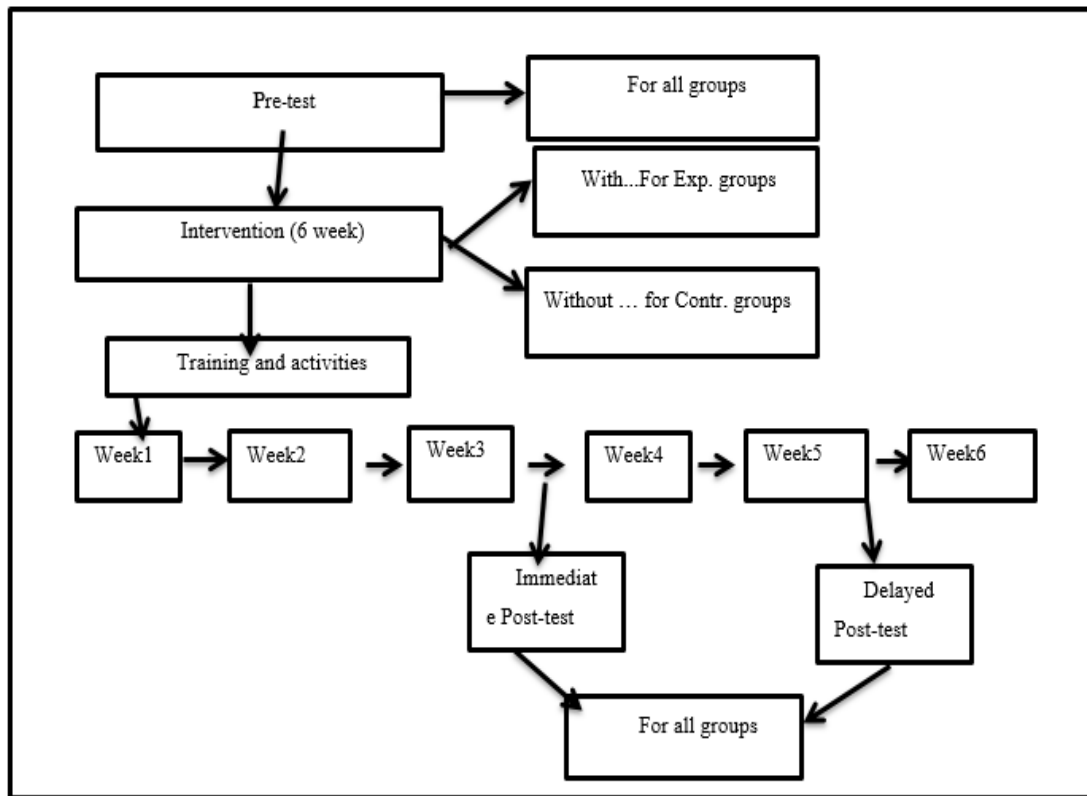 Pre-test
For all groups
With...For Exp. groups
Intervention (6 week)
Without … for Contr. groups
Training and activities
Week1
Week2
Week3
Week4
Week5
Week6
Immediat
e Post-test
Delayed
Post-test
For all groups